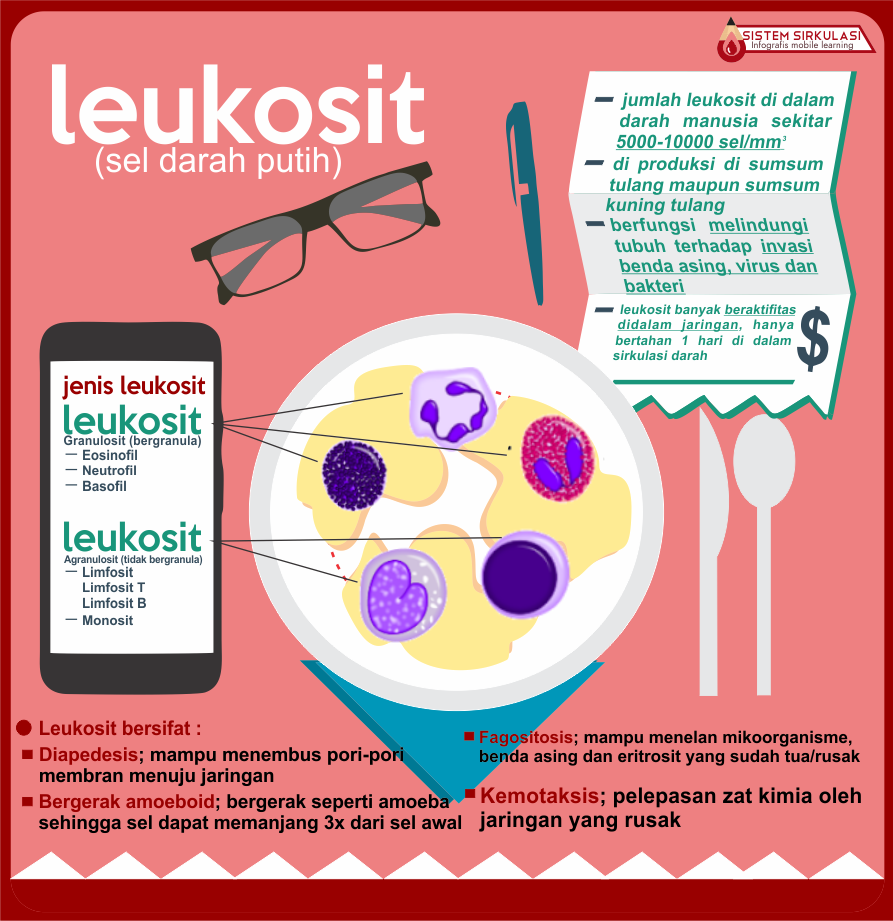 SISTEM SIRKULASI
Infografis mobile learning
leukosit
(sel darah putih)
jumlah leukosit di dalam
darah manusia sekitar
5000-10000 sel/mm³
di produksi di sumsum
tulang maupun sumsum
kuning tulang
berfungsi melindungi
tubuh terhadap invasi
benda asing, virus dan
bakteri
leukosit banyak beraktifitas
didalam jaringan, hanya
bertahan 1 hari di dalam
sirkulasi darah
$
jenis leukosit
leukosit
Granulosit (bergranula)
— Eosinofil
— Neutrofil
— Basofil
leukosit
Agranulosit (tidak bergranula)
— Limfosit
Limfosit T
Limfosit B
— Monosit
Leukosit bersifat :
Diapedesis; mampu menembus pori-pori
membran menuju jaringan
Bergerak amoeboid; bergerak seperti amoeba
sehingga sel dapat memanjang 3x dari sel awal
Fagositosis; mampu menelan mikoorganisme,
benda asing dan eritrosit yang sudah tua/rusak
Kemotaksis; pelepasan zat kimia oleh
jaringan yang rusak